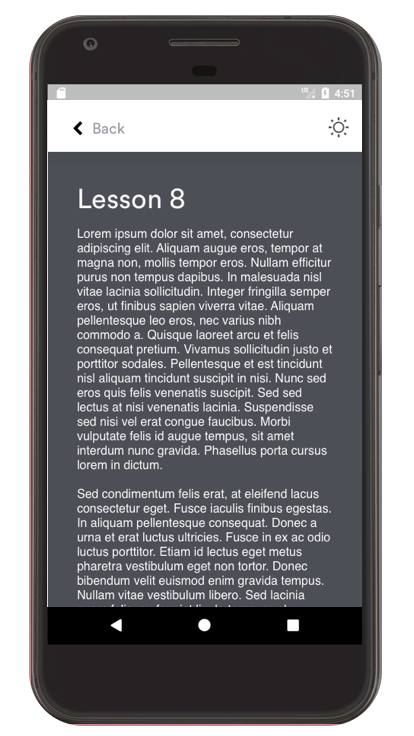 LTE 4:51
Back
Lesson 8
Lorem ipsum dolor sit amet, consectetur
adipiscing elit. Aliquam augue eros, tempor at
magna non, mollis tempor eros. Nullam efficitur
purus non tempus dapibus. In malesuada nisl
vitae lacinia sollicitudin. Integer fringilla semper
eros, ut finibus sapien viverra vitae. Aliquam
pellentesque leo eros, nec varius nibh
commodo a. Quisque laoreet arcu et felis
consequat pretium. Vivamus sollicitudin justo et
porttitor sodales. Pellentesque et est tincidunt
nisl aliquam tincidunt suscipit in nisi. Nunc sed
eros quis felis venenatis suscipit. Sed sed
lectus at nisi venenatis lacinia. Suspendisse
sed nisi vel erat congue faucibus. Morbi
vulputate felis id augue tempus, sit amet
interdum nunc gravida. Phasellus porta cursus
lorem in dictum.
Sed condimentum felis erat, at eleifend lacus
consectetur eget. Fusce iaculis finibus egestas.
In aliquam pellentesque consequat. Donec a
urna et erat luctus ultricies. Fusce in ex ac odio
luctus porttitor. Etiam id lectus eget metus
pharetra vestibulum eget non tortor. Donec
bibendum velit euismod enim gravida tempus.
Nullam vitae vestibulum libero. Sed lacinia